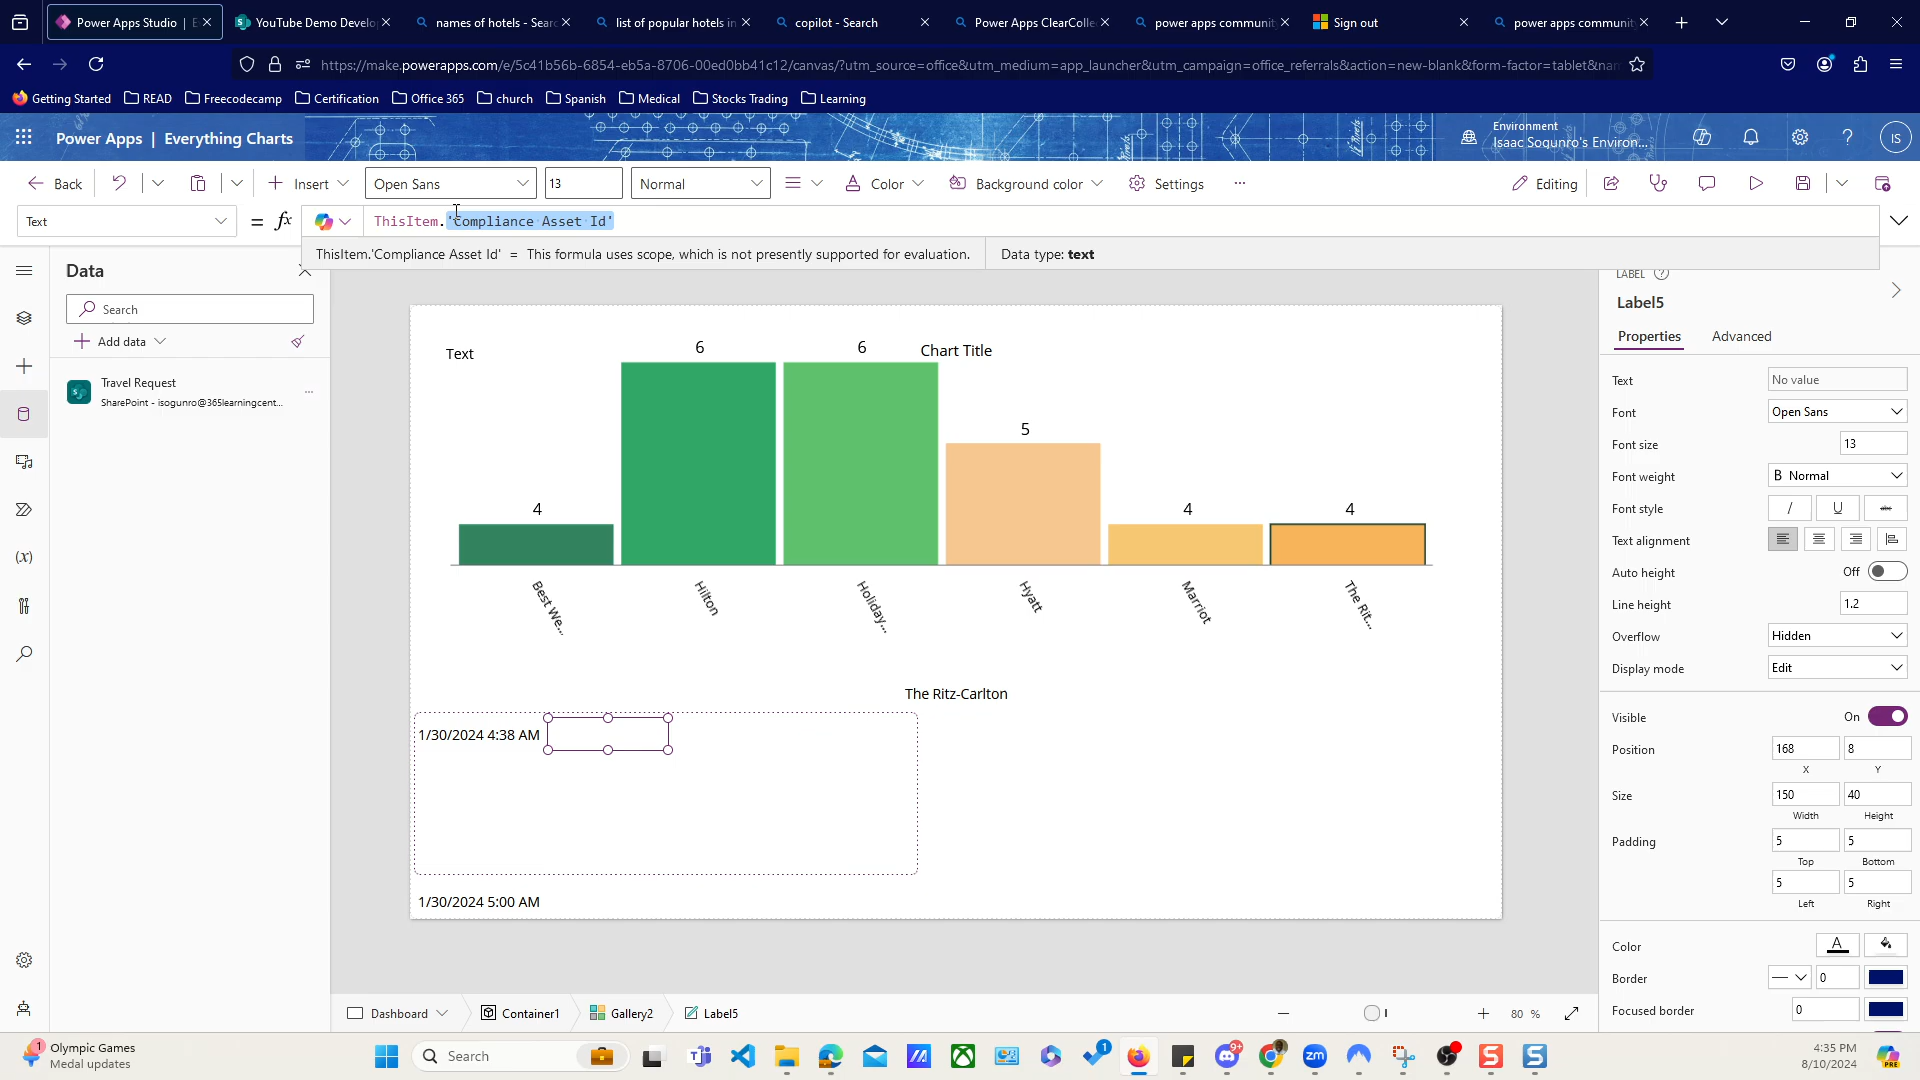 Power Apps Studio | E
YouTube Demo Develo
names of hotels - Sear
list of popular hotels in
copilot - Search
Power Apps ClearColle
power apps communit
Sign out
power apps communit
https://make.powerapps.com/e/5c41b56b-6854-eb5a-8706-00ed0bb41c12/canvas/?utm_source=office&utm_medium=app_launcher&utm_campaign=office_referrals&action=new-blank&form-factor=tablet&nam
Getting Started
READ
Freecodecamp
Certification
Office 365
church
Spanish
Medical
Stocks Trading
Learning
Power Apps | Everything Charts
Environment
Isaac Sogunro's Environ...
IS
Back
Insert
Open Sans
13
Normal
Color
Background color
Settings
Editing
Text
= fx
ThisItem.'Compliance Asset Id'
ThisItem.'Compliance Asset Id' = This formula uses scope, which is not presently supported for evaluation.
Data type: text
Data
Search
Add data
Travel Request
SharePoint - isogunro@365learningcent...
Text
Chart Title
6
6
5
4
4
4
Best We...
Hilton
Holiday...
Hyatt
Marriot
The Rit...
The Ritz-Carlton
1/30/2024 4:38 AM
1/30/2024 5:00 AM
LABEL
Label5
Properties
Advanced
Text
No value
Font
Open Sans
Font size
13
Font weight
B Normal
Font style
/ U abc
Text alignment
Auto height
Off
Line height
1.2
Overflow
Hidden
Display mode
Edit
Visible
On
Position
168
8
X
Y
Size
150
40
Width
Height
Padding
5
5
Top
Bottom
5
5
Left
Right
Color
A
Border
0
Focused border
0
Dashboard
Container1
Gallery2
Label5
80 %
1
Olympic Games
Medal updates
Search
1
9+
zm
S
S
4:35 PM
8/10/2024
PRE